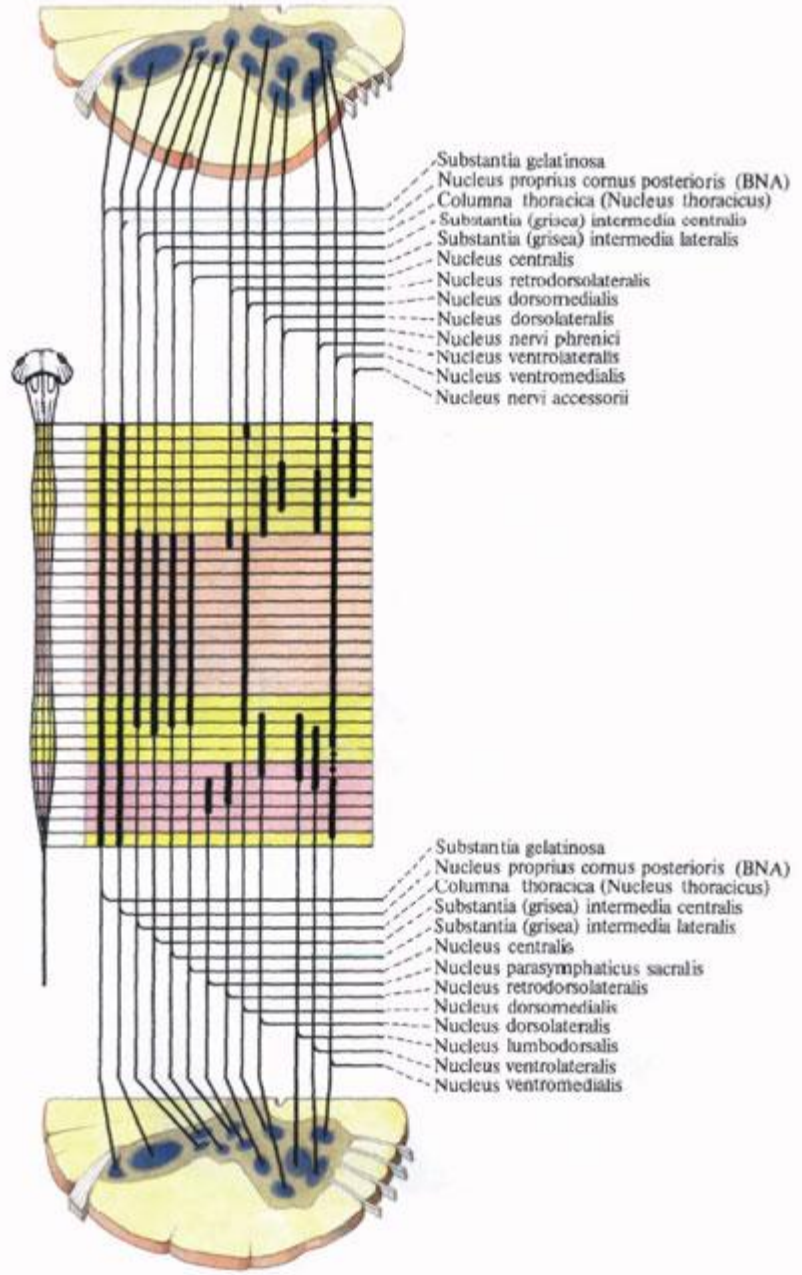 Substantia gelatinosa
Nucleus proprius cornus posterioris (BNA)
Columna thoracica (Nucleus thoracicus)
Substantia (grisea) intermedia centralis
Substantia (grisea) intermedia lateralis
Nucleus centralis
Nucleus retrodorsolateralis
Nucleus dorsomedialis
Nucleus dorsolateralis
Nucleus nervi phrenici
Nucleus ventrolateralis
Nucleus ventromedialis
Nucleus nervi accessorii
Substantia gelatinosa
Nucleus proprius cornus posterioris (BNA)
Columna thoracica (Nucleus thoracicus)
Substantia (grisea) intermedia centralis
Substantia (grisea) intermedia lateralis
Nucleus centralis
Nucleus parasymphaticus sacralis
Nucleus retrodorsolateralis
Nucleus dorsomedialis
Nucleus dorsolateralis
Nucleus lumbodorsalis
Nucleus ventrolateralis
Nucleus ventromedialis